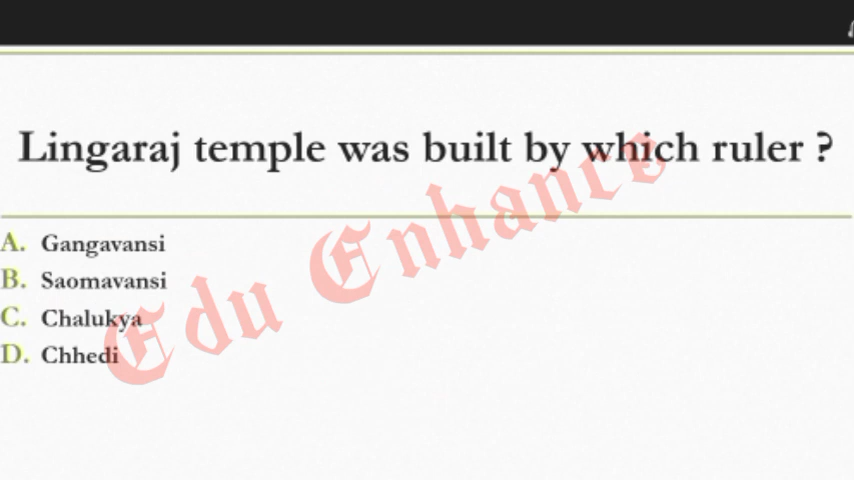 Lingaraj temple was built by which ruler ?
A. Gangavansi
B. Saomavansi
C. Chalukya
D. Chhedi
Edu Enhance